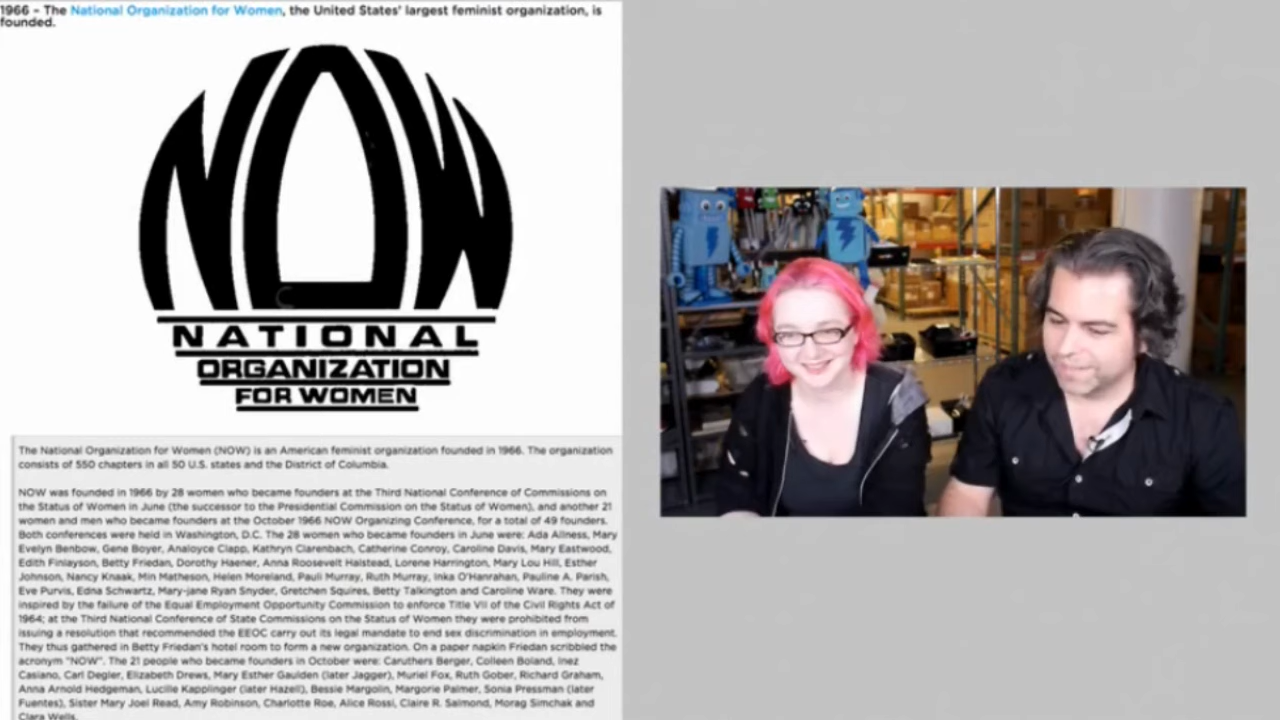 1966 – The National Organization for Women, the United States' largest feminist organization, is
founded.
NOW
NATIONAL
ORGANIZATION
FOR WOMEN
The National Organization for Women (NOW) is an American feminist organization founded in 1966. The organization
consists of 550 chapters in all 50 U.S. states and the District of Columbia.
NOW was founded in 1966 by 28 women who became founders at the Third National Conference of Commissions on
the Status of Women in June (the successor to the Presidential Commission on the Status of Women), and another 21
women and men who became founders at the October 1966 NOW Organizing Conference, for a total of 49 founders.
Both conferences were held in Washington, D.C. The 28 women who became founders in June were: Ada Allness, Mary
Evelyn Benbow, Gene Boyer, Analoyce Clapp, Kathryn Clarenbach, Catherine Conroy, Caroline Davis, Mary Eastwood,
Edith Finlayson, Betty Friedan, Dorothy Haener, Anna Roosevelt Halstead, Lorene Harrington, Mary Lou Hill, Esther
Johnson, Nancy Knaak, Min Matheson, Helen Moreland, Pauli Murray, Ruth Murray, Inka O'Hanrahan, Pauline A. Parish,
Eve Purvis, Edna Schwartz, Mary-jane Ryan Snyder, Gretchen Squires, Betty Talkington and Caroline Ware. They were
inspired by the failure of the Equal Employment Opportunity Commission to enforce Title VII of the Civil Rights Act of
1964; at the Third National Conference of State Commissions on the Status of Women they were prohibited from
issuing a resolution that recommended the EEOC carry out its legal mandate to end sex discrimination in employment.
They thus gathered in Betty Friedan's hotel room to form a new organization. On a paper napkin Friedan scribbled the
acronym "NOW". The 21 people who became founders in October were: Caruthers Berger, Colleen Boland, Inez
Casiano, Carl Degler, Elizabeth Drews, Mary Esther Gaulden (later Jagger), Muriel Fox, Ruth Gober, Richard Graham,
Anna Arnold Hedgeman, Lucille Kapplinger (later Hazell), Bessie Margolin, Margorie Palmer, Sonia Pressman (later
Fuentes), Sister Mary Joel Read, Amy Robinson, Charlotte Roe, Alice Rossi, Claire R. Salmond, Morag Simchak and
Clara Wells.